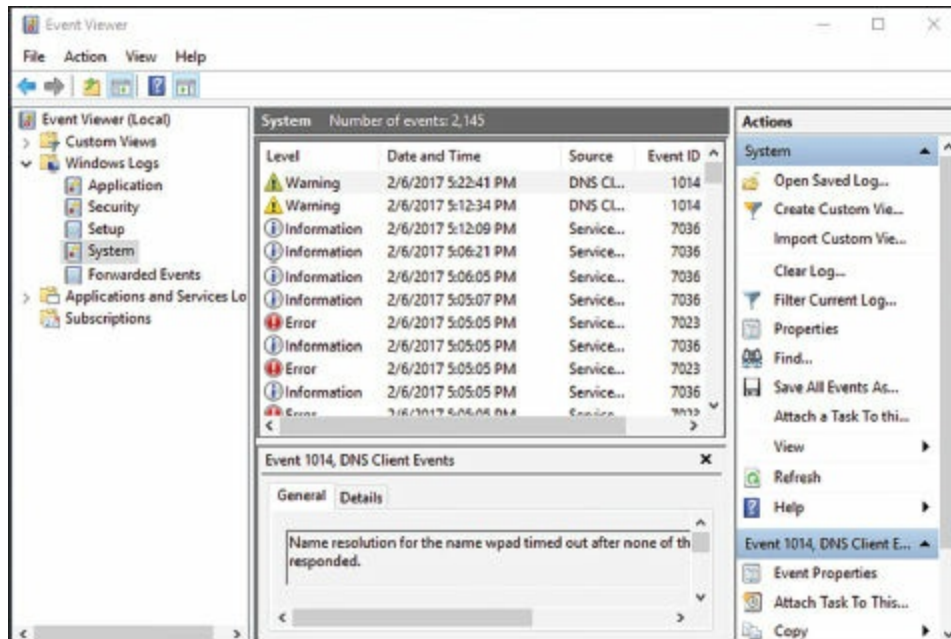 Event Viewer
File Action View Help
Event Viewer (Local)
Custom Views
Windows Logs
Application
Security
Setup
System
Forwarded Events
Applications and Services Lo
Subscriptions
System Number of events: 2,145
Level Date and Time Source Event ID
Warning 2/6/2017 5:22:41 PM DNS Cl... 1014
Warning 2/6/2017 5:12:34 PM DNS Cl... 1014
Information 2/6/2017 5:12:09 PM Service... 7036
Information 2/6/2017 5:06:21 PM Service... 7036
Information 2/6/2017 5:06:05 PM Service... 7036
Information 2/6/2017 5:05:07 PM Service... 7036
Error 2/6/2017 5:05:05 PM Service... 7023
Information 2/6/2017 5:05:05 PM Service... 7036
Error 2/6/2017 5:05:05 PM Service... 7023
Information 2/6/2017 5:05:05 PM Service... 7036
Error 2/6/2017 5:05:05 PM Service... 7023
Event 1014, DNS Client Events
General Details
Name resolution for the name wpad timed out after none of th
responded.
Actions
System
Open Saved Log...
Create Custom Vie...
Import Custom Vie...
Clear Log...
Filter Current Log...
Properties
Find...
Save All Events As...
Attach a Task To thi...
View
Refresh
Help
Event 1014, DNS Client E...
Event Properties
Attach Task To This...
Copy